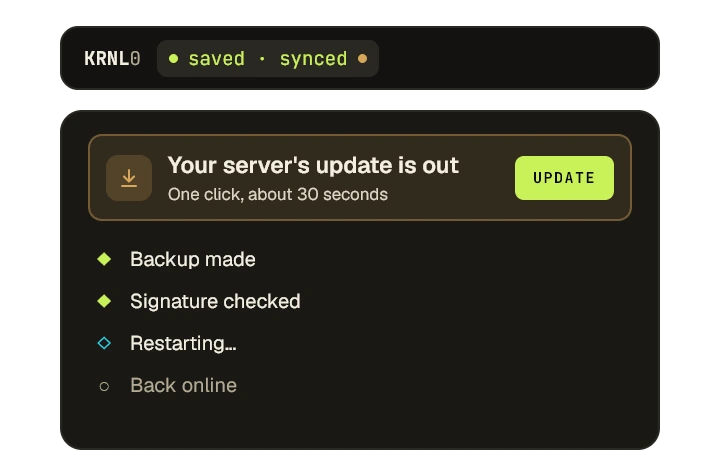 KRNL0 saved · synced
Your server's update is out
One click, about 30 seconds
UPDATE
Backup made
Signature checked
Restarting…
Back online